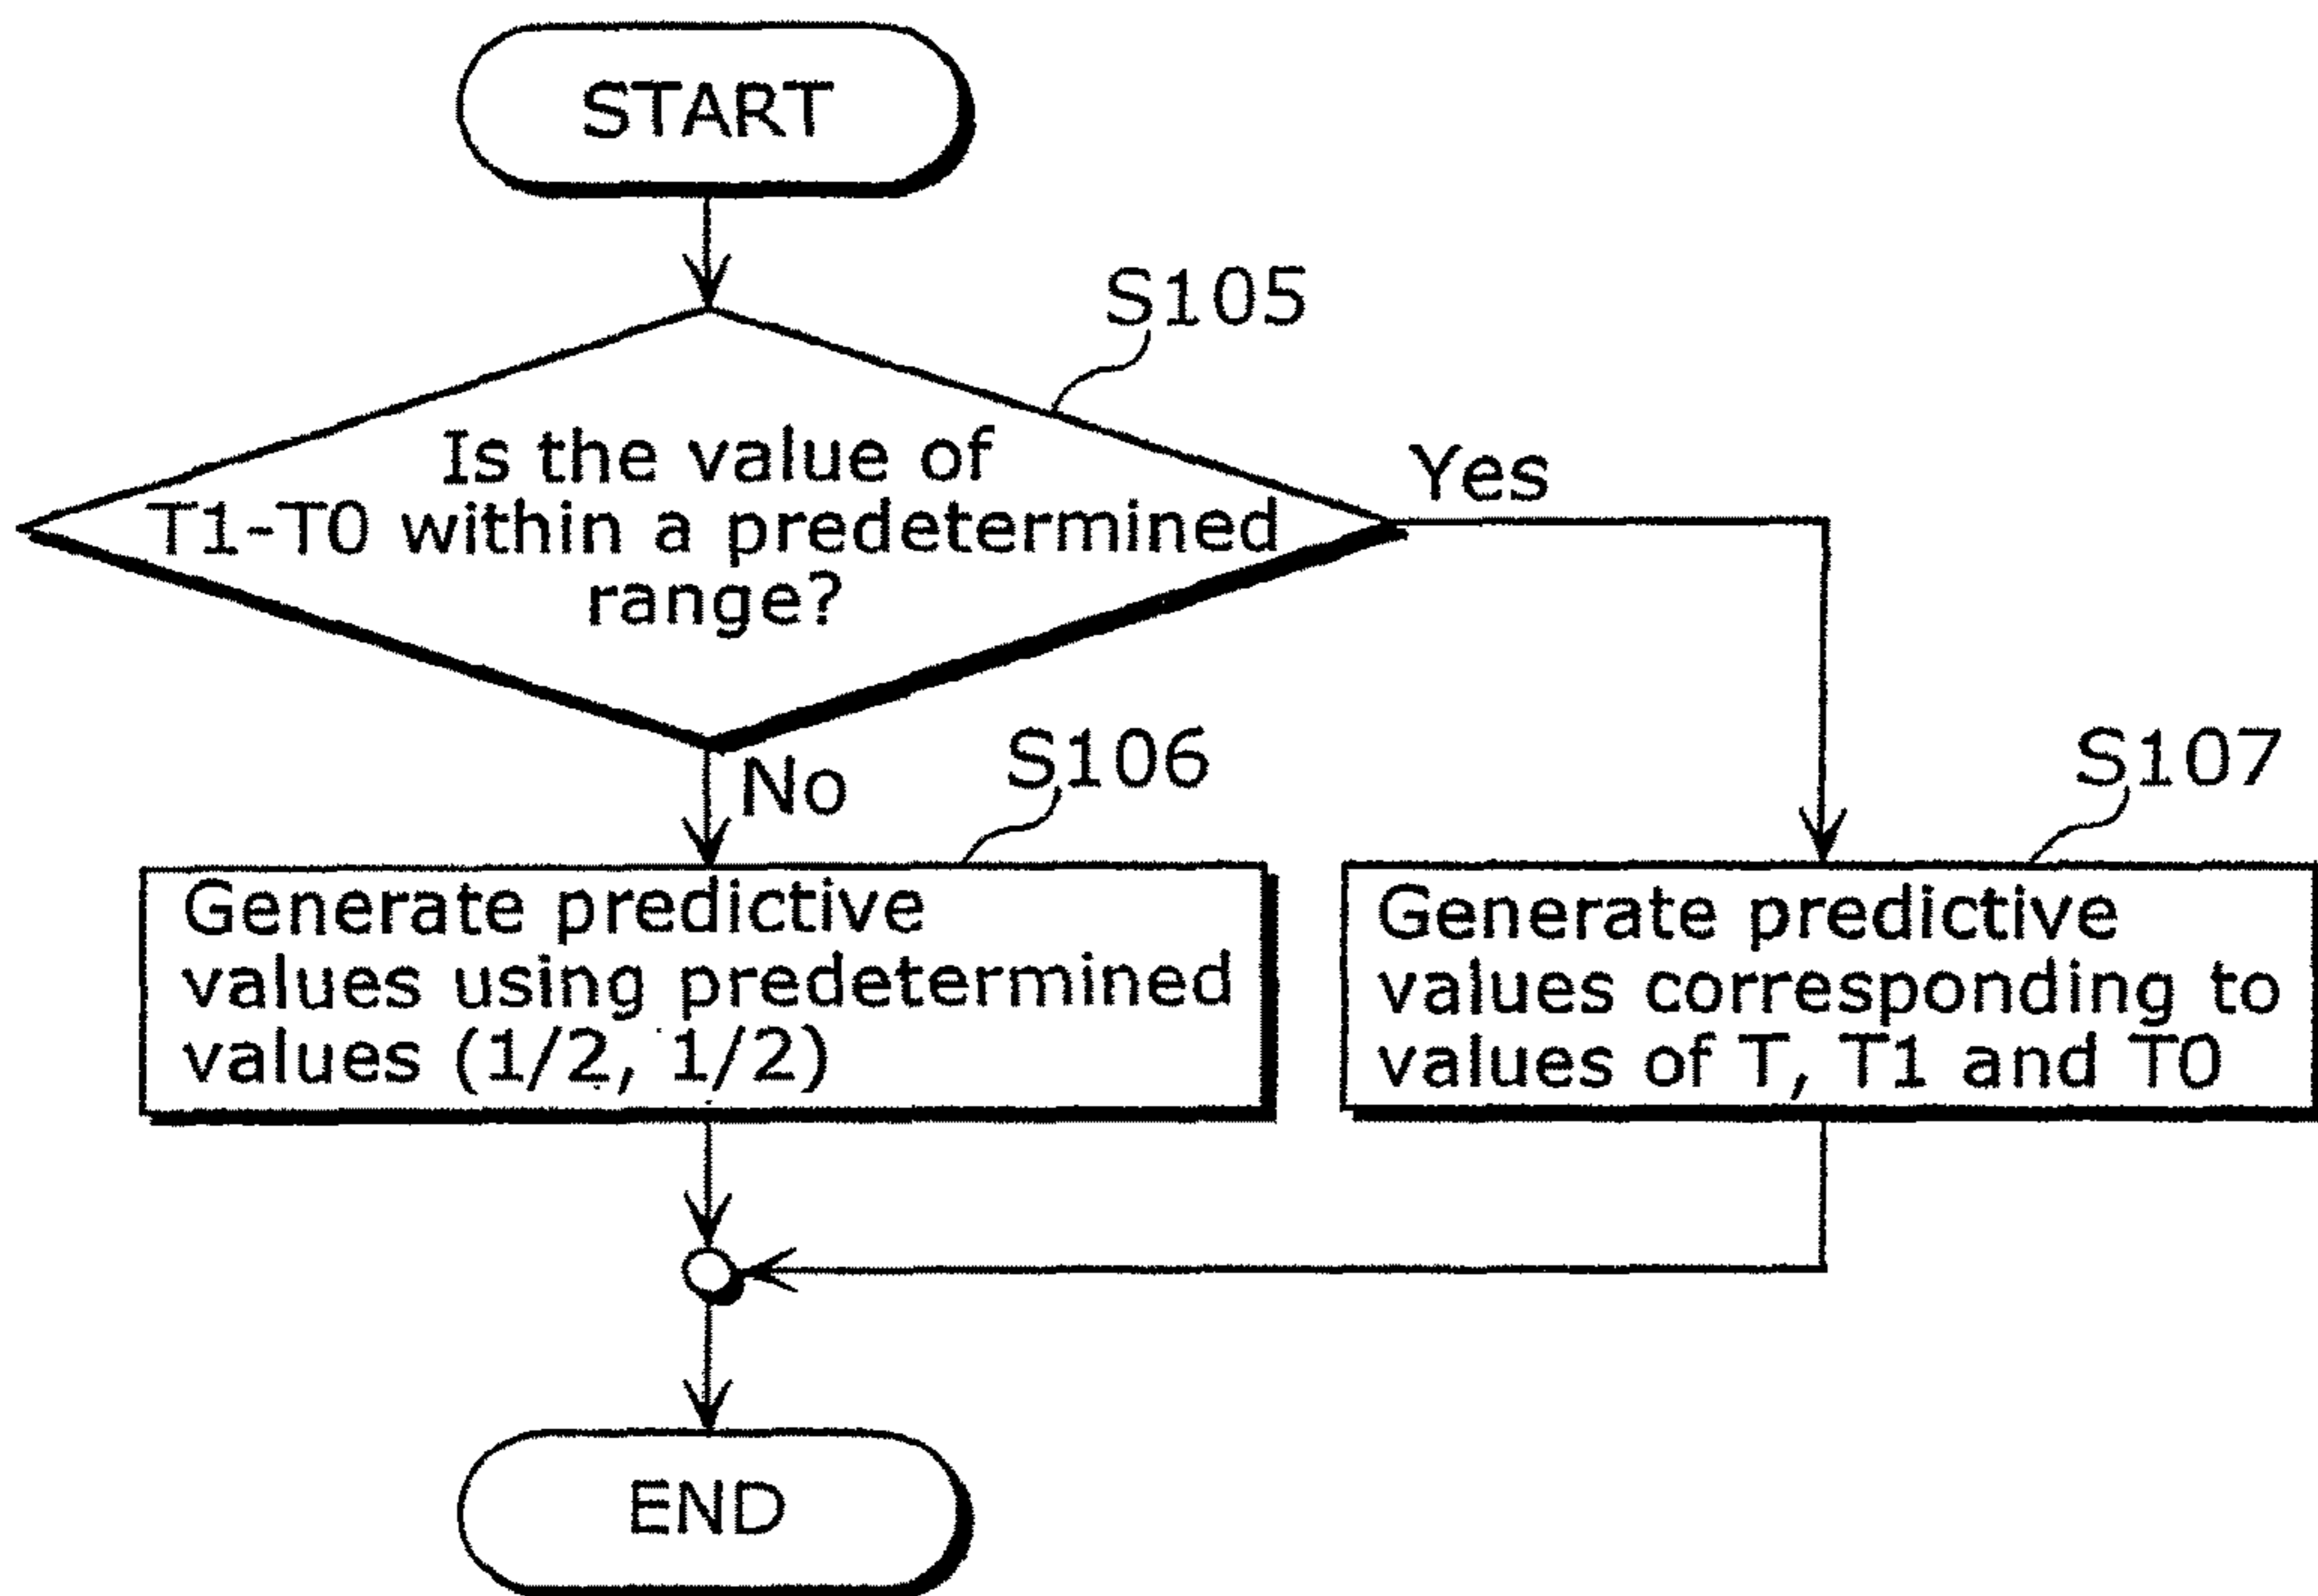 START
S105
Is the value of
T1-T0 within a predetermined
range?
Yes
No
S106
S107
Generate predictive
values using predetermined
values (1/2, 1/2)
Generate predictive
values corresponding to
values of T, T1 and T0
END